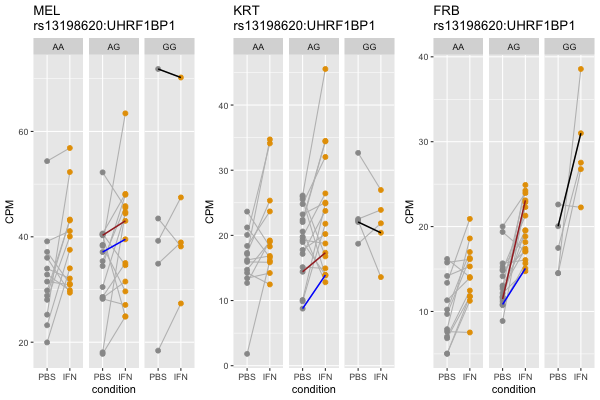 MEL
rs13198620:UHRF1BP1
AA
AG
GG
CPM
60
40
20
PBS IFN
PBS IFN
PBS IFN
condition
KRT
rs13198620:UHRF1BP1
AA
AG
GG
CPM
40
30
20
10
0
PBS IFN
PBS IFN
PBS IFN
condition
FRB
rs13198620:UHRF1BP1
AA
AG
GG
CPM
40
30
20
10
PBS IFN
PBS IFN
PBS IFN
condition